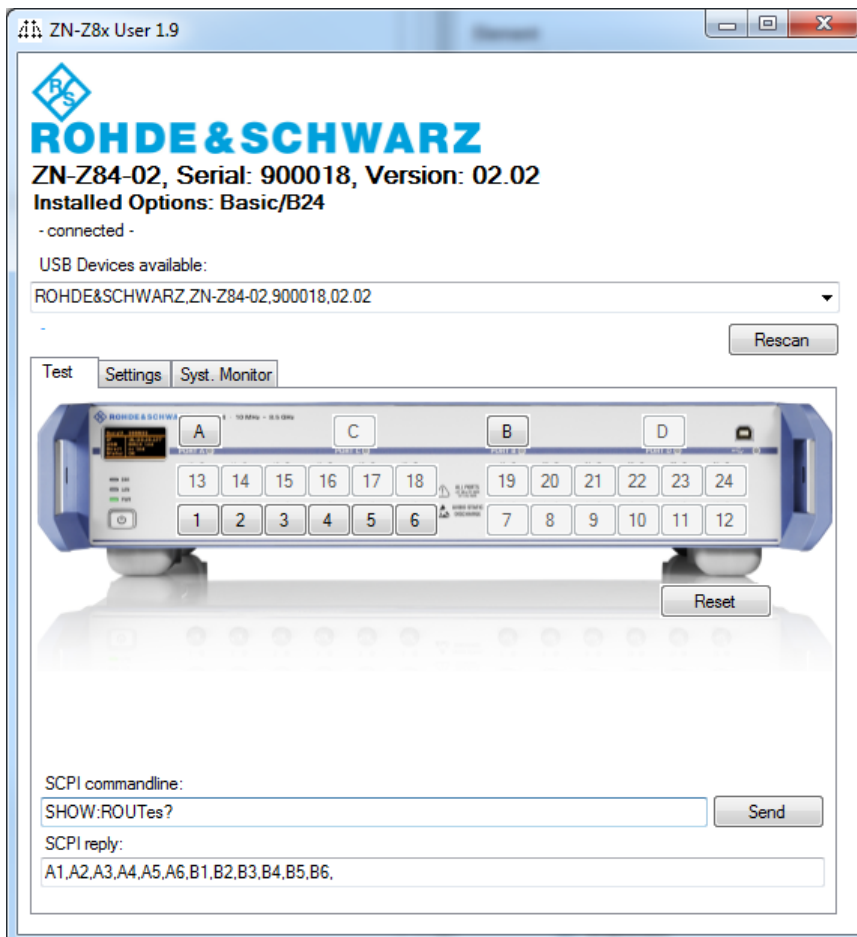 ZN-Z8x User 1.9
R S
ROHDE&SCHWARZ
ZN-Z84-02, Serial: 900018, Version: 02.02
Installed Options: Basic/B24
- connected -
USB Devices available:
ROHDE&SCHWARZ,ZN-Z84-02,900018,02.02
-
Rescan
Test Settings Syst. Monitor
ROHDE&SCHWA
A C B D
13 14 15 16 17 18 19 20 21 22 23 24
1 2 3 4 5 6 7 8 9 10 11 12
Reset
SCPI commandline:
SHOW:ROUTes?
Send
SCPI reply:
A1,A2,A3,A4,A5,A6,B1,B2,B3,B4,B5,B6,